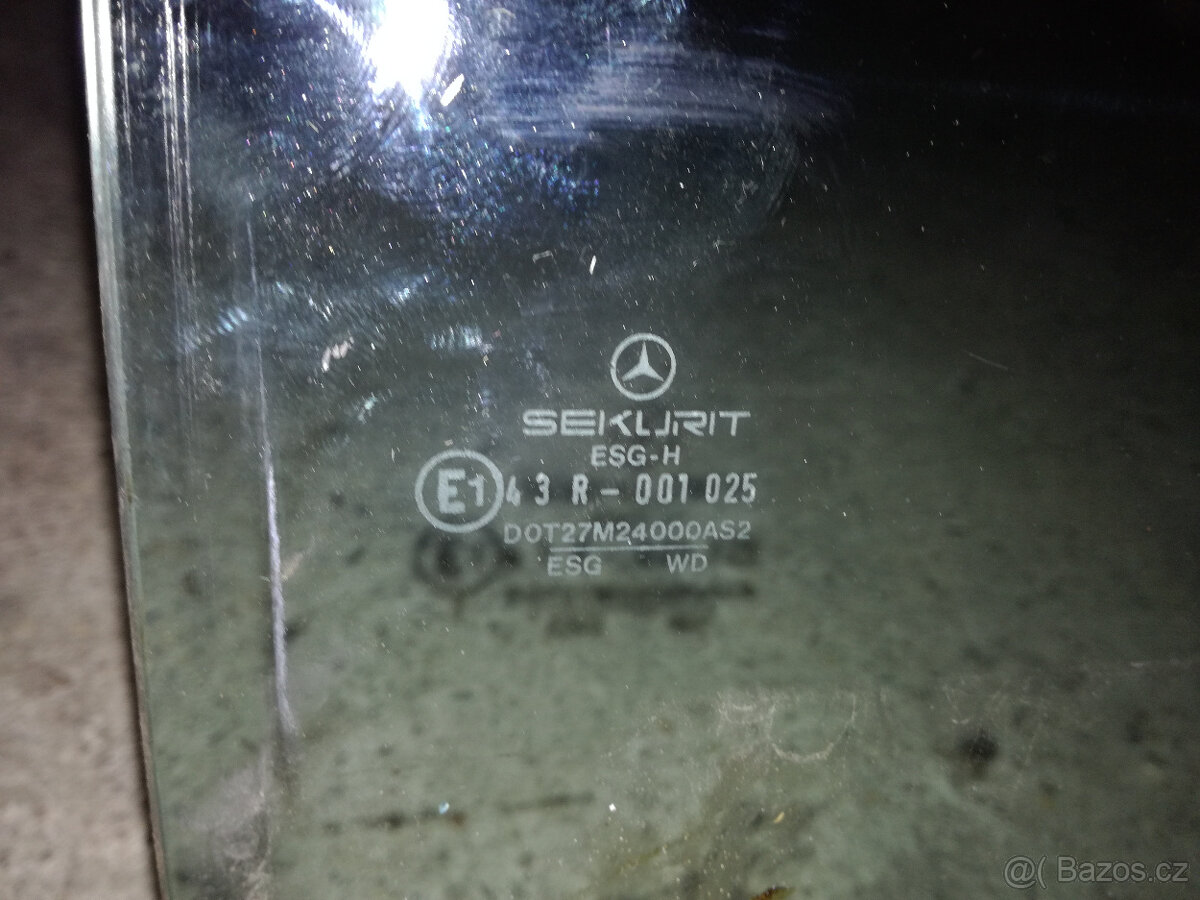 SEKURIT
ESG-H
E1 43 R-001 025
DOT27M24000AS2
ESG WD
@( Bazos.cz